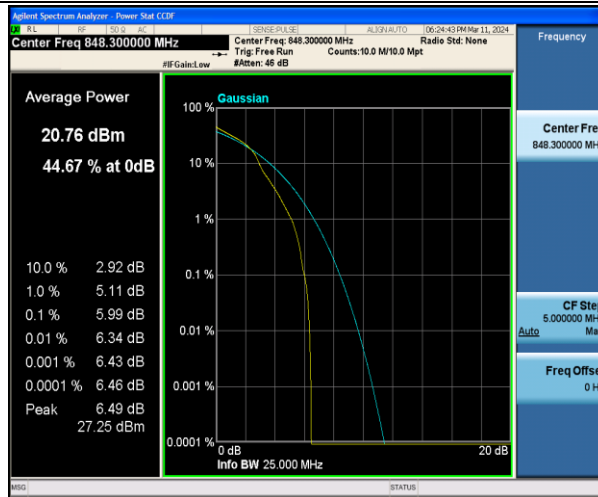 Agilent Spectrum Analyzer - Power Stat CCDF
RL RF 50 Ω AC SENSE:PULSE ALIGNAUTO 06:24:43 PM Mar 11, 2024
Center Freq 848.300000 MHz
Center Freq: 848.300000 MHz Radio Std: None
Trig: Free Run Counts:10.0 M/10.0 Mpt
#IFGain:Low #Atten: 46 dB
Frequency
Average Power
20.76 dBm
44.67 % at 0dB
10.0 % 2.92 dB
1.0 % 5.11 dB
0.1 % 5.99 dB
0.01 % 6.34 dB
0.001 % 6.43 dB
0.0001 % 6.46 dB
Peak 6.49 dB
27.25 dBm
Gaussian
100 %
10 %
1 %
0.1 %
0.01 %
0.001 %
0.0001 %
0 dB 20 dB
Info BW 25.000 MHz
Center Fre
848.300000 MH
CF Ste
5.000000 MH
Auto Ma
Freq Offse
0 H
MSG STATUS